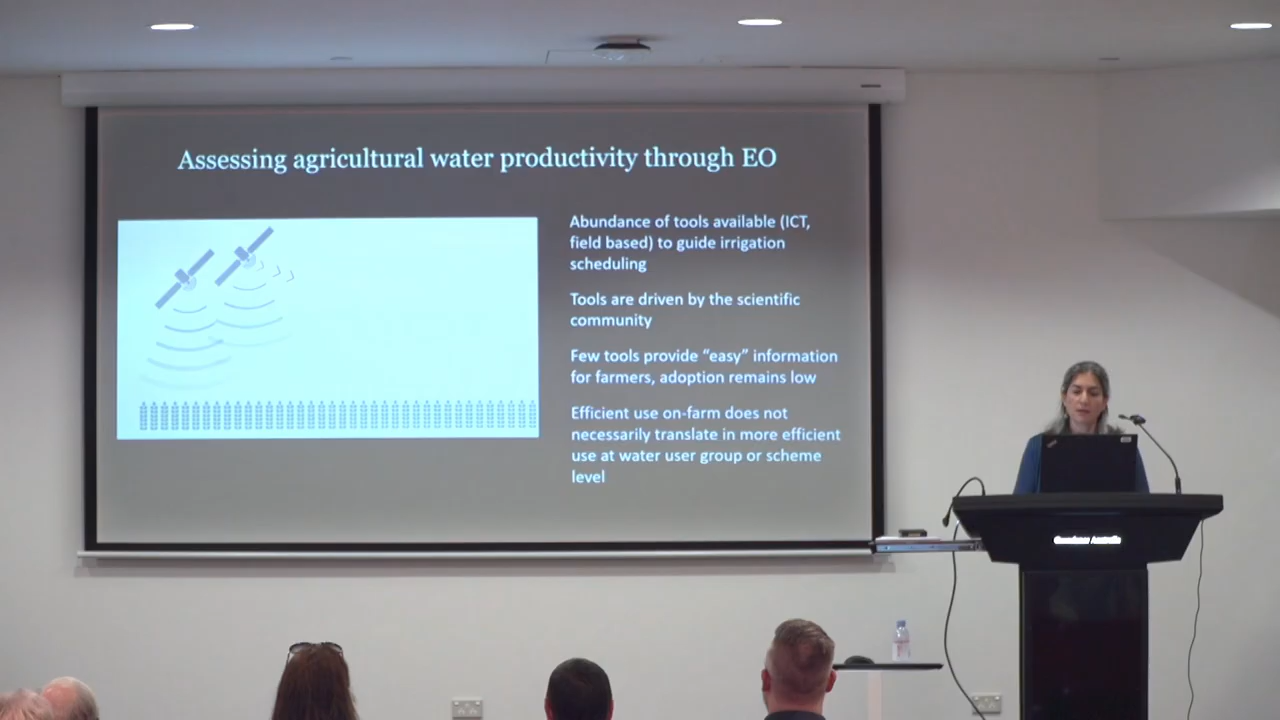 Assessing agricultural water productivity through EO
Abundance of tools available (ICT,
field based) to guide irrigation
scheduling
Tools are driven by the scientific
community
Few tools provide “easy” information
for farmers, adoption remains low
Efficient use on-farm does not
necessarily translate in more efficient
use at water user group or scheme
level
Geoscience Australia